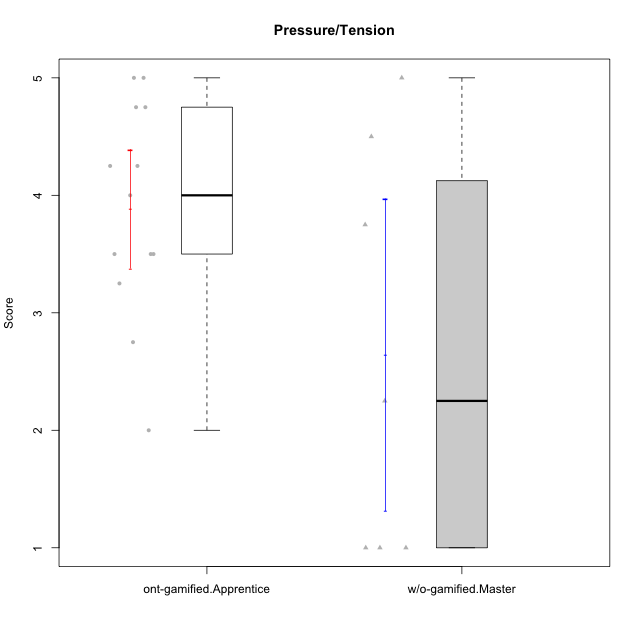 Pressure/Tension
Score
5
4
3
2
1
ont-gamified.Apprentice
w/o-gamified.Master